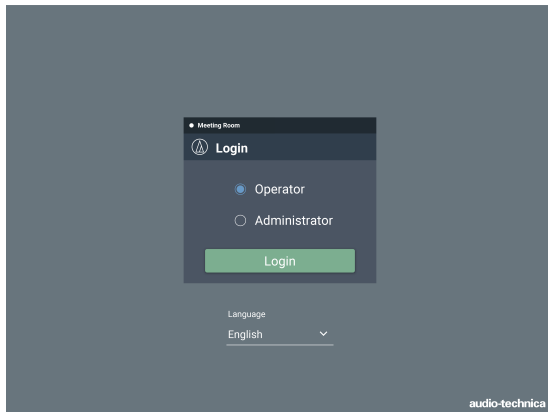 Meeting Room
Login
Operator
Administrator
Login
Language
English
audio-technica